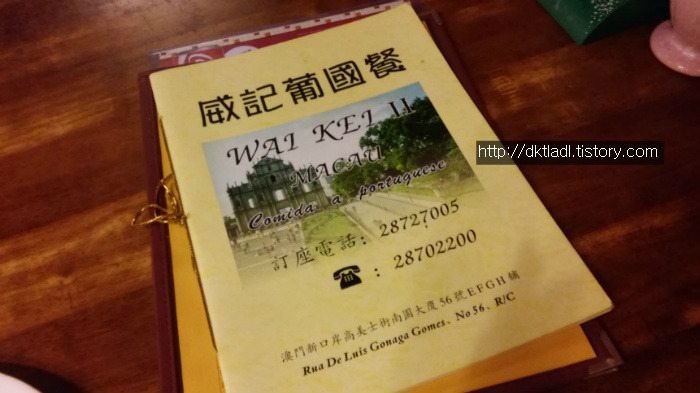 威記葡國餐
WAI KEI II
MACAU
Comida a portuguese
訂座電話: 28727005
☎ : 28702200
澳門新口岸高美士街南園大廈56號EFGH舖
Rua De Luis Gonaga Gomes、No 56、R/C
http://dktladl.tistory.com